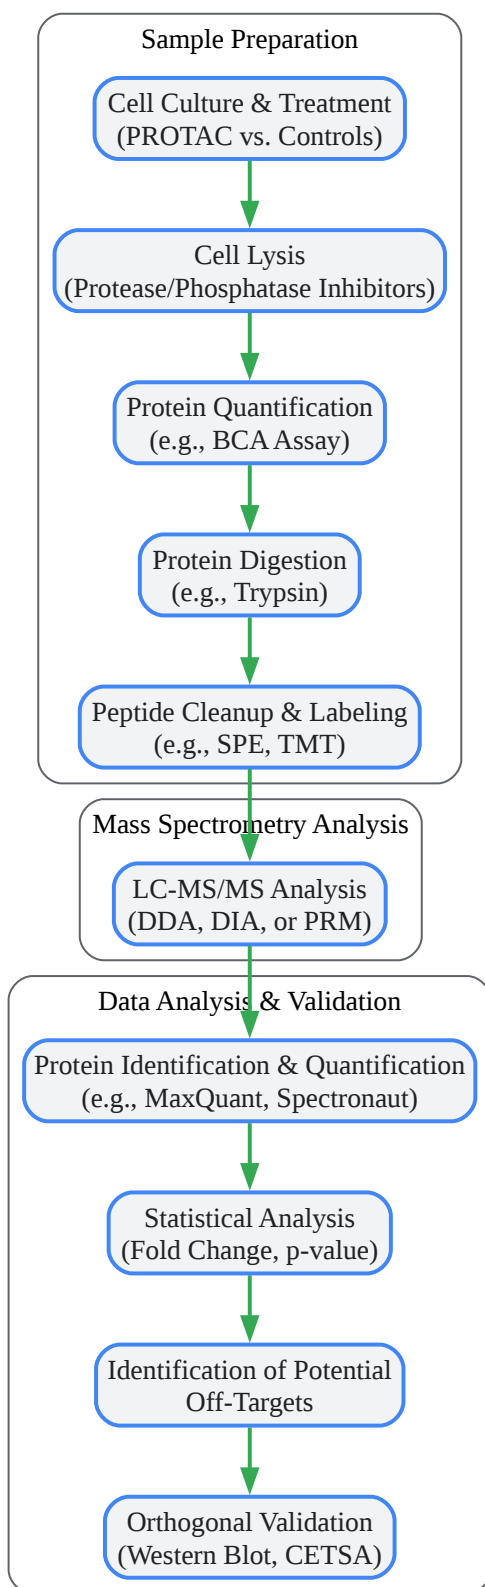 Sample Preparation
Cell Culture & Treatment
(PROTAC vs. Controls)
Cell Lysis
(Protease/Phosphatase Inhibitors)
Protein Quantification
(e.g., BCA Assay)
Protein Digestion
(e.g., Trypsin)
Peptide Cleanup & Labeling
(e.g., SPE, TMT)
Mass Spectrometry Analysis
LC-MS/MS Analysis
(DDA, DIA, or PRM)
Data Analysis & Validation
Protein Identification & Quantification
(e.g., MaxQuant, Spectronaut)
Statistical Analysis
(Fold Change, p-value)
Identification of Potential
Off-Targets
Orthogonal Validation
(Western Blot, CETSA)